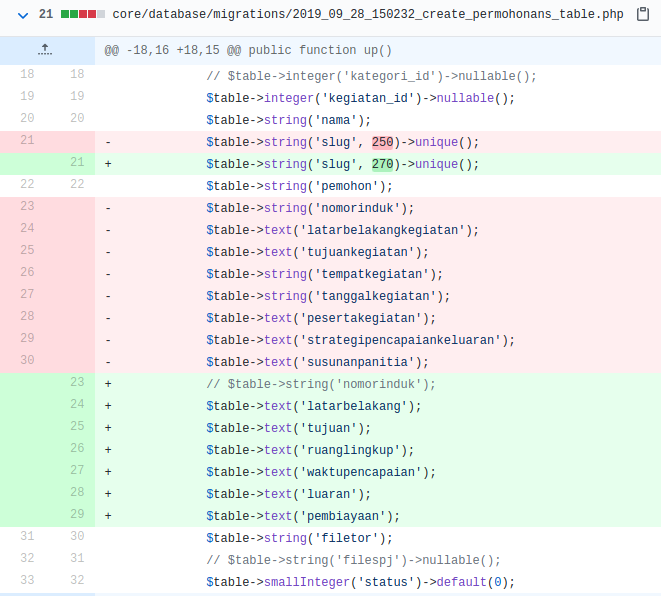 21 core/database/migrations/2019_09_28_150232_create_permohonans_table.php
@@ -18,16 +18,15 @@ public function up()
18 18 // $table->integer('kategori_id')->nullable();
19 19 $table->integer('kegiatan_id')->nullable();
20 20 $table->string('nama');
21 - $table->string('slug', 250)->unique();
21 + $table->string('slug', 270)->unique();
22 22 $table->string('pemohon');
23 - $table->string('nomorinduk');
24 - $table->text('latarbelakangkegiatan');
25 - $table->text('tujuankegiatan');
26 - $table->string('tempatkegiatan');
27 - $table->string('tanggalkegiatan');
28 - $table->text('pesertakegiatan');
29 - $table->text('strategipencapaiankeluaran');
30 - $table->text('susunanpanitia');
23 + // $table->string('nomorinduk');
24 + $table->text('latarbelakang');
25 + $table->text('tujuan');
26 + $table->text('ruanglingkup');
27 + $table->text('waktupencapaian');
28 + $table->text('luaran');
29 + $table->text('pembiayaan');
31 30 $table->string('filetor');
32 31 // $table->string('filespj')->nullable();
33 32 $table->smallInteger('status')->default(0);